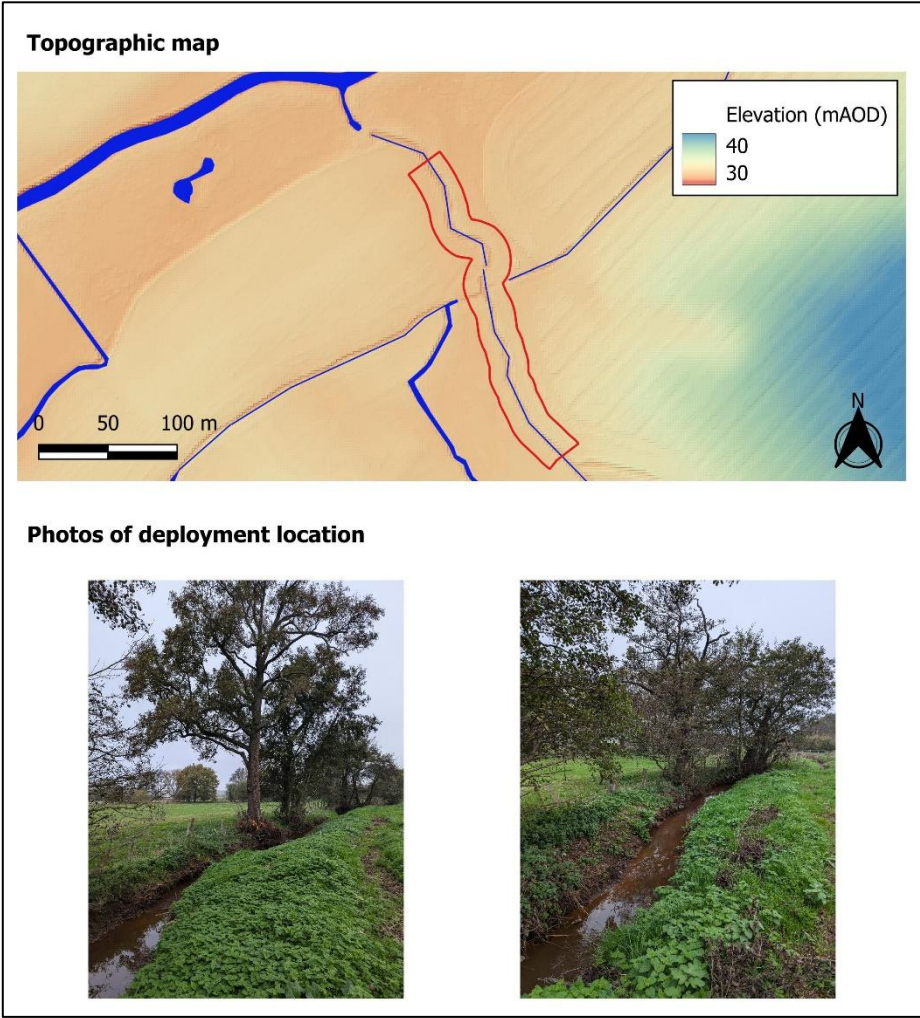 Topographic map
Elevation (mAOD)
40
30
N
0 50 100 m
Photos of deployment location